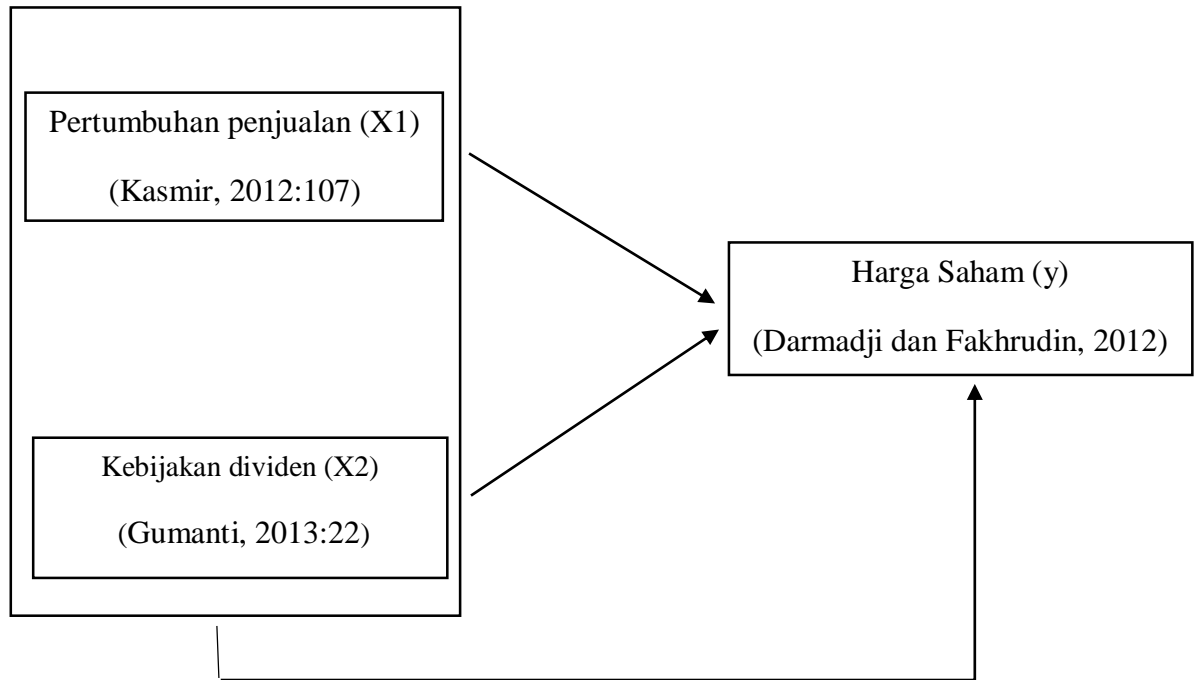 Pertumbuhan penjualan (X1)
(Kasmir, 2012:107)
Harga Saham (y)
(Darmadji dan Fakhrudin, 2012)
Kebijakan dividen (X2)
(Gumanti, 2013:22)